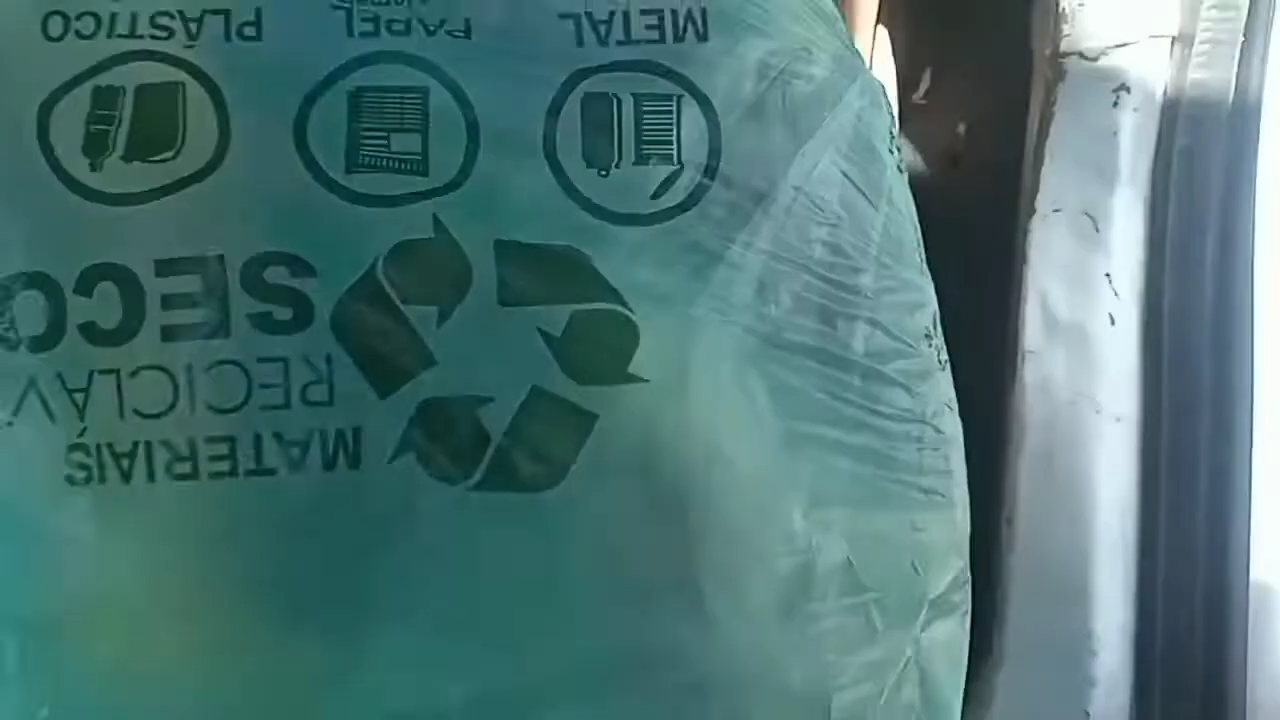 MATERIAIS
RECICLÁV
SECO
METAL PAPEL PLÁSTICO